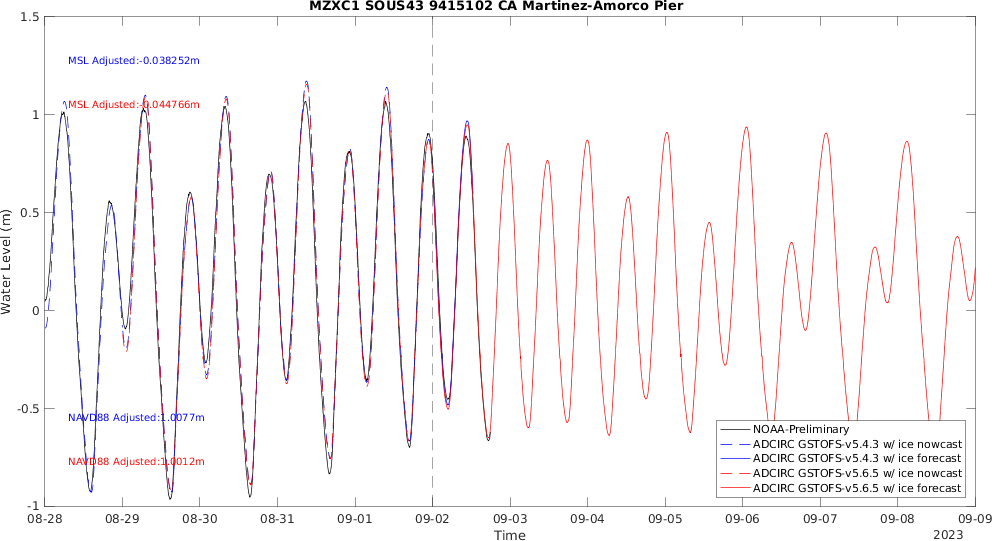 MZXC1 SOUS43 9415102 CA Martinez-Amorco Pier
1.5
1
0.5
0
-0.5
-1
Water Level (m)
MSL Adjusted:-0.038252m
MSL Adjusted:-0.044766m
NAVD88 Adjusted:1.0077m
NAVD88 Adjusted:1.0012m
NOAA-Preliminary
ADCIRC GSTOFS-v5.4.3 w/ ice nowcast
ADCIRC GSTOFS-v5.4.3 w/ ice forecast
ADCIRC GSTOFS-v5.6.5 w/ ice nowcast
ADCIRC GSTOFS-v5.6.5 w/ ice forecast
08-28 08-29 08-30 08-31 09-01 09-02 09-03 09-04 09-05 09-06 09-07 09-08 09-09
Time
2023